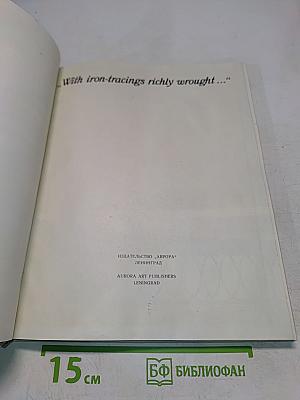 „With iron-tracings richly wrought ...“
ИЗДАТЕЛЬСТВО „АВРОРА“
ЛЕНИНГРАД
AURORA ART PUBLISHERS
LENINGRAD
15 см
БФ БИБЛИОФАН